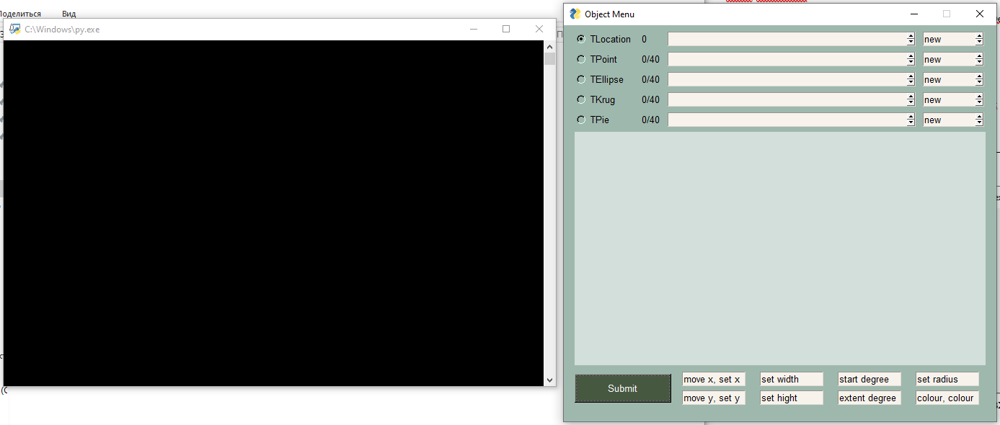 Поделиться Вид
C:\Windows\py.exe
Object Menu
TLocation 0 new
TPoint 0/40 new
TEllipse 0/40 new
TKrug 0/40 new
TPie 0/40 new
Submit
move x, set x set width start degree set radius
move y, set y set hight extent degree colour, colour